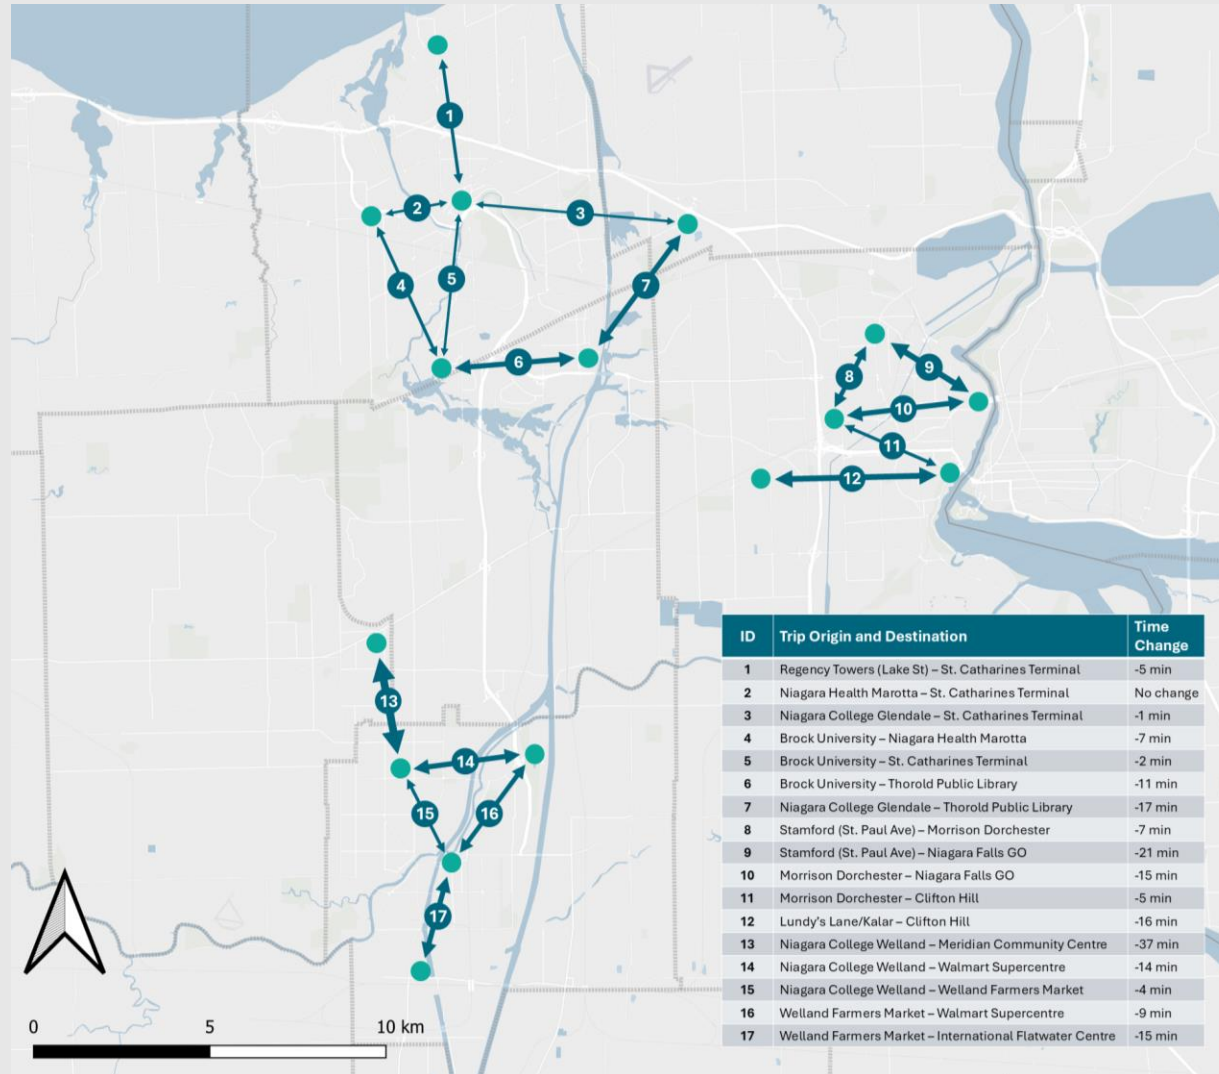 1
2
3
4
5
6
7
8
9
10
11
12
13
14
15
16
17
0 5 10 km
ID Trip Origin and Destination Time Change
1 Regency Towers (Lake St) – St. Catharines Terminal -5 min
2 Niagara Health Marotta – St. Catharines Terminal No change
3 Niagara College Glendale – St. Catharines Terminal -1 min
4 Brock University – Niagara Health Marotta -7 min
5 Brock University – St. Catharines Terminal -2 min
6 Brock University – Thorold Public Library -11 min
7 Niagara College Glendale – Thorold Public Library -17 min
8 Stamford (St. Paul Ave) – Morrison Dorchester -7 min
9 Stamford (St. Paul Ave) – Niagara Falls GO -21 min
10 Morrison Dorchester – Niagara Falls GO -15 min
11 Morrison Dorchester – Clifton Hill -5 min
12 Lundy's Lane/Kalar – Clifton Hill -16 min
13 Niagara College Welland – Meridian Community Centre -37 min
14 Niagara College Welland – Walmart Supercentre -14 min
15 Niagara College Welland – Welland Farmers Market -4 min
16 Welland Farmers Market – Walmart Supercentre -9 min
17 Welland Farmers Market – International Flatwater Centre -15 min